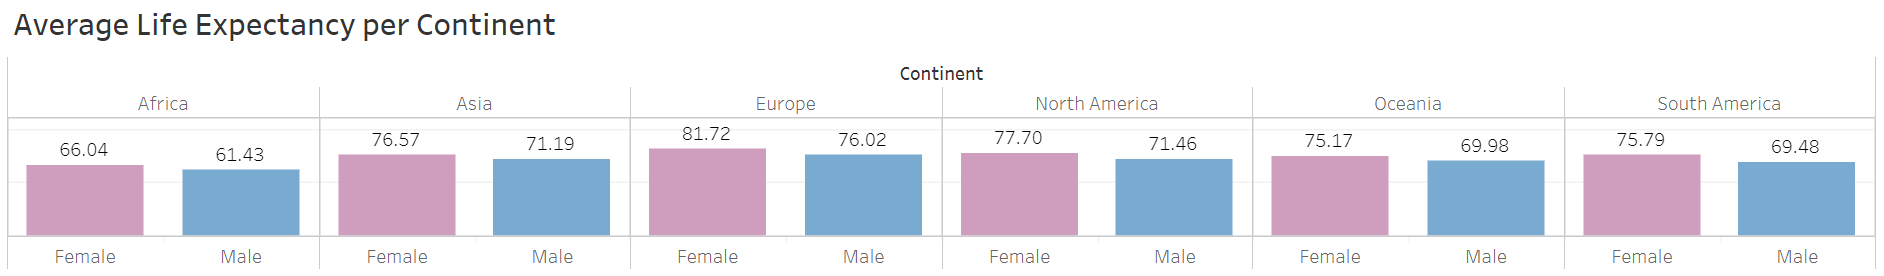 Average Life Expectancy per Continent
Continent
Africa Asia Europe North America Oceania South America
66.04 61.43 76.57 71.19 81.72 76.02 77.70 71.46 75.17 69.98 75.79 69.48
Female Male Female Male Female Male Female Male Female Male Female Male